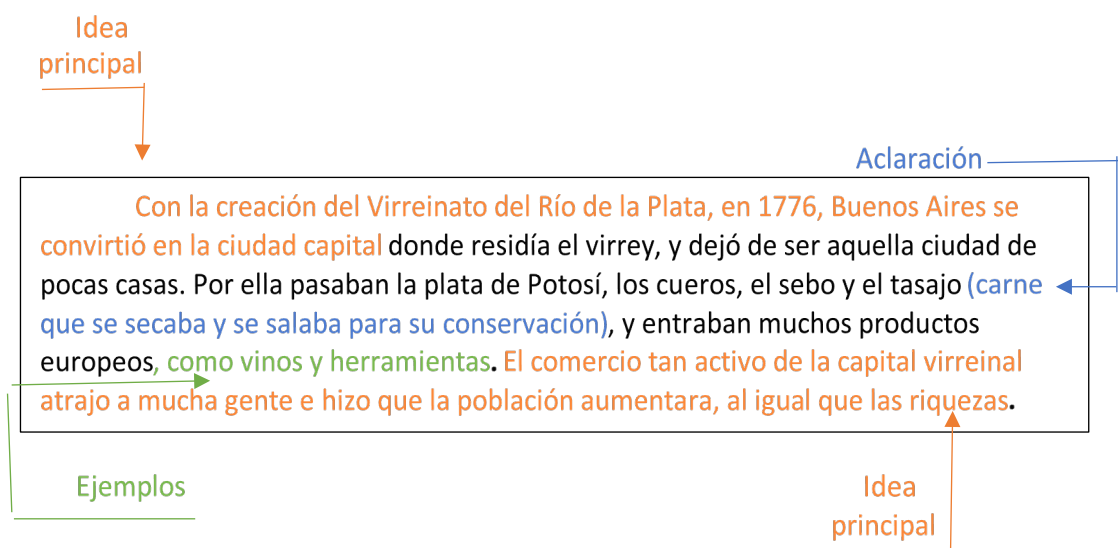 Idea
principal
Aclaración
Con la creación del Virreinato del Río de la Plata, en 1776, Buenos Aires se
convirtió en la ciudad capital donde residía el virrey, y dejó de ser aquella ciudad de
pocas casas. Por ella pasaban la plata de Potosí, los cueros, el sebo y el tasajo (carne
que se secaba y se salaba para su conservación), y entraban muchos productos
europeos, como vinos y herramientas. El comercio tan activo de la capital virreinal
atrajo a mucha gente e hizo que la población aumentara, al igual que las riquezas.
Ejemplos
Idea
principal